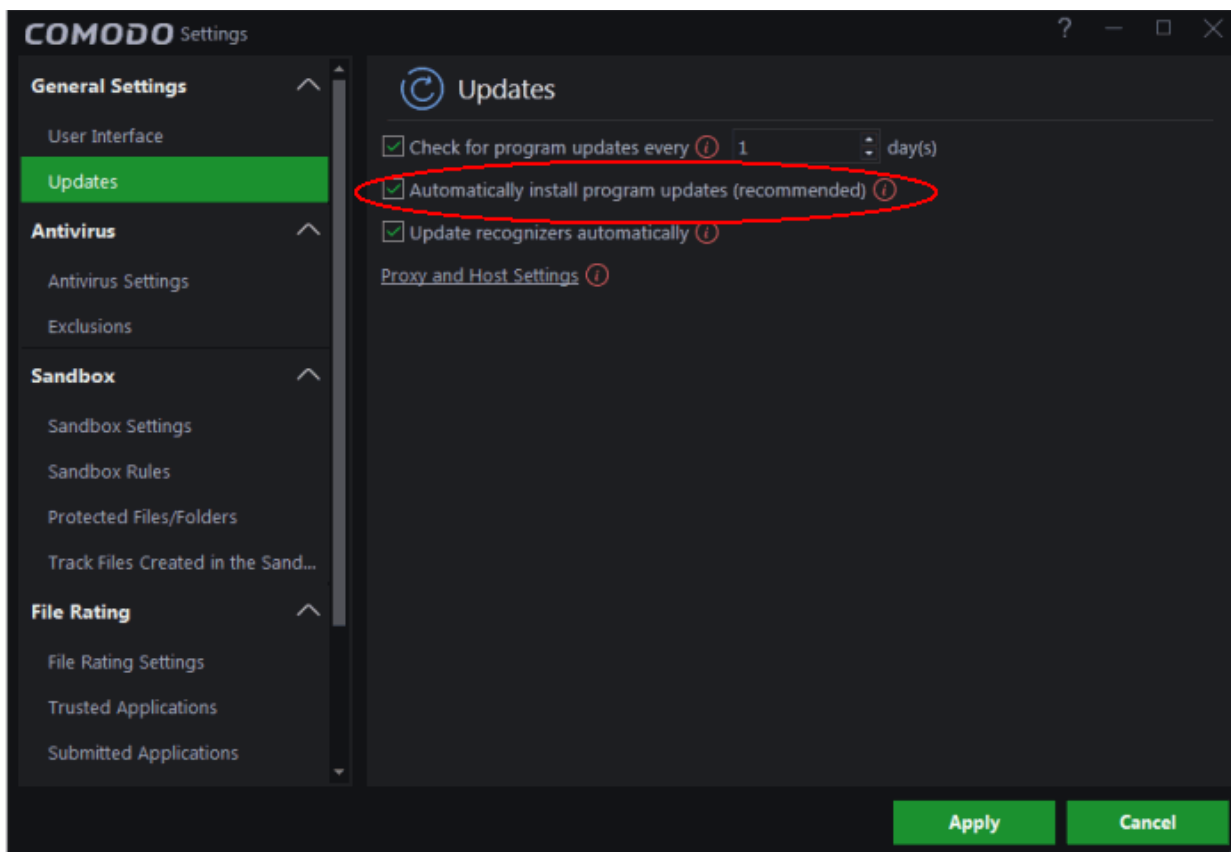 COMODO Settings
General Settings
User Interface
Updates
Antivirus
Antivirus Settings
Exclusions
Sandbox
Sandbox Settings
Sandbox Rules
Protected Files/Folders
Track Files Created in the Sand...
File Rating
File Rating Settings
Trusted Applications
Submitted Applications
Updates
Check for program updates every 1 day(s)
Automatically install program updates (recommended)
Update recognizers automatically
Proxy and Host Settings
Apply Cancel